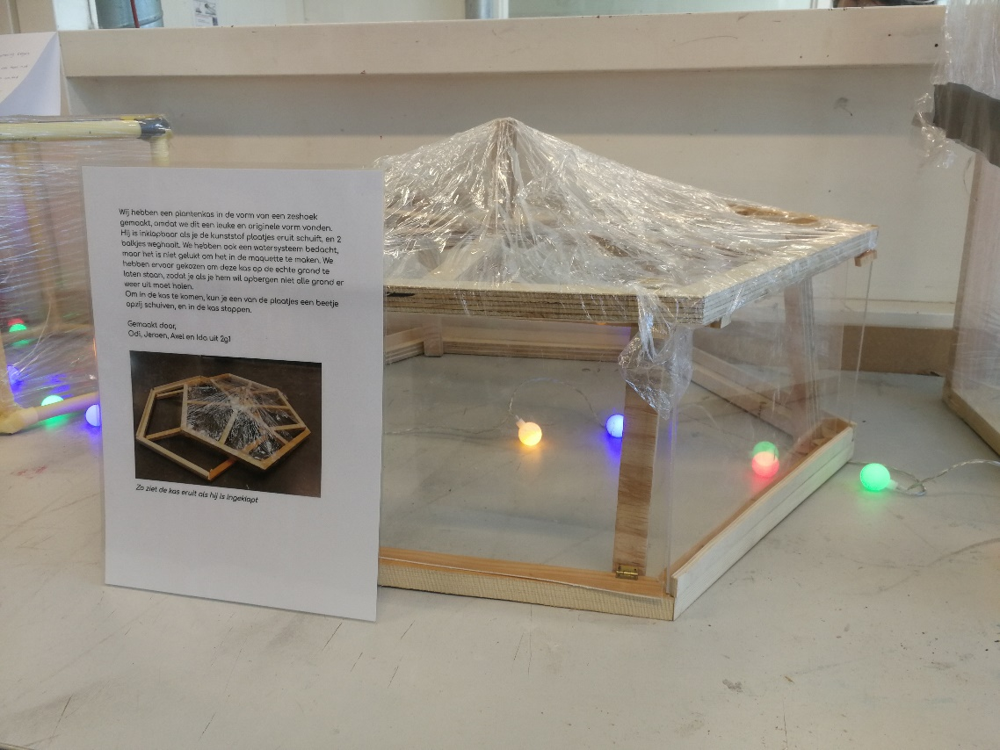 Wij hebben een plantenkas in de vorm van een zeshoek
gemaakt, omdat we dit een leuke en originele vorm vonden.
Hij is inklapbaar als je de kunststof plaatjes eruit schuift, en 2
balkjes weghaalt. We hebben ook een watersysteem bedacht,
maar het is niet gelukt om het in de maquette te maken. We
hebben ervoor gekozen om deze kas op de echte grond te
laten staan, zodat je als je hem wil opbergen niet alle grond er
weer uit moet halen.
Om in de kas te komen, kun je een van de plaatjes een beetje
opzij schuiven, en in de kas stappen.
Gemaakt door,
Odi, Jeroen, Axel en Ida uit 2g1
Zo ziet de kas eruit als hij is ingeklapt